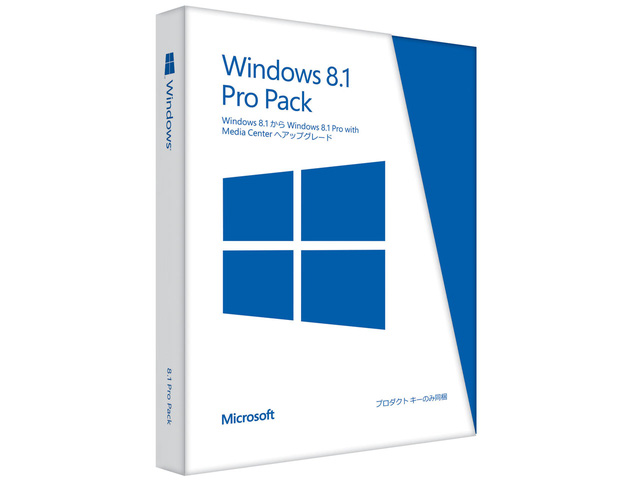 Windows 8.1
Pro Pack
Windows 8.1 から Windows 8.1 Pro with
Media Center へアップグレード
Microsoft
プロダクト キーのみ同梱
Windows
8.1 Pro Pack